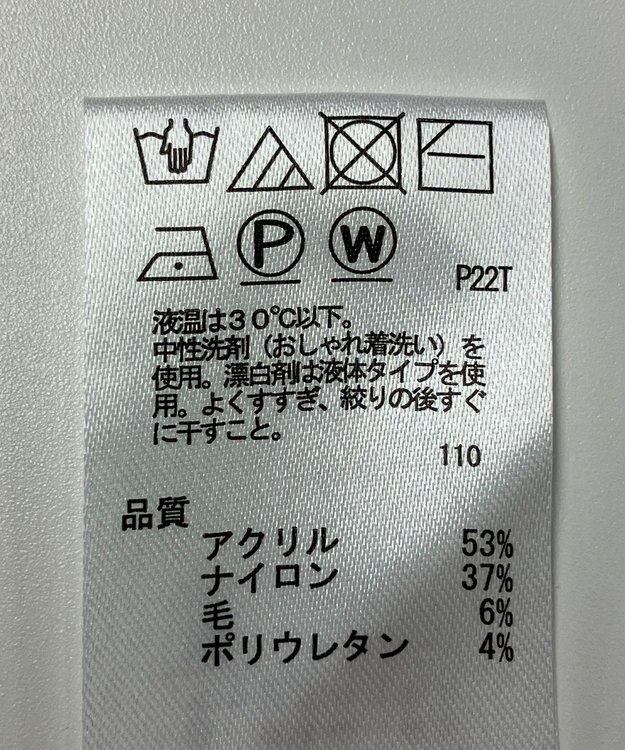 P
W
P22T
液温は30℃以下。
中性洗剤（おしゃれ着洗い）を
使用。漂白剤は液体タイプを使
用。よくすすぎ、絞りの後すぐ
に干すこと。
110
品質
アクリル 53%
ナイロン 37%
毛 6%
ポリウレタン 4%